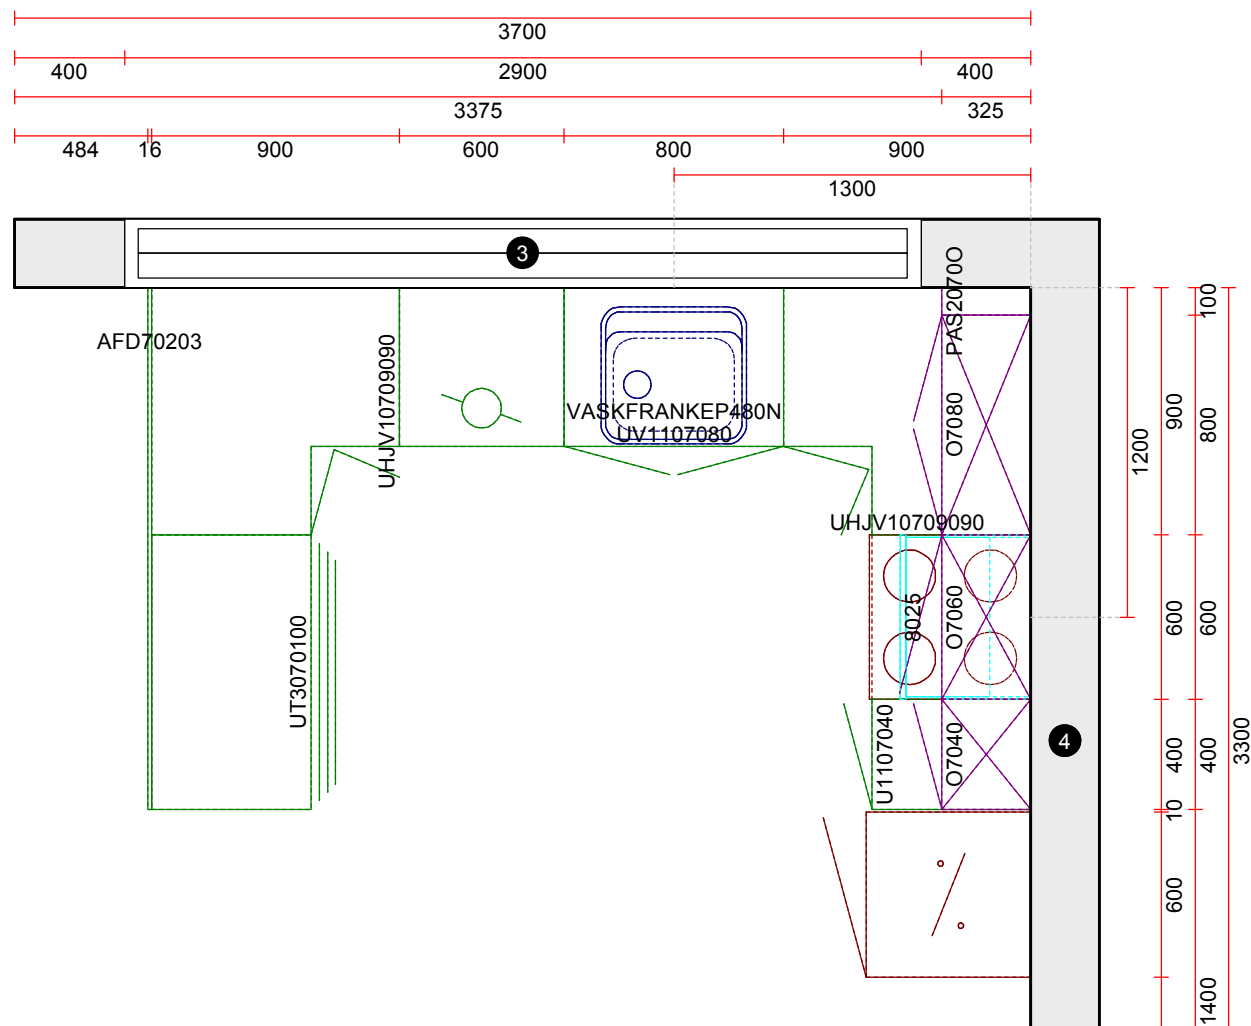 3700
400 2900 400
3375 325
484 16 900 600 800 900
1300
3
PAS2070O
100
AFD70203
UHJV10709090
O7080
VASKFRANKEP480N
UV1107080
900
800
1200
UHJV10709090
8025
O7060
600
600
UT3070100
U1107040
O7040
4
400
400
3300
10
600
1400